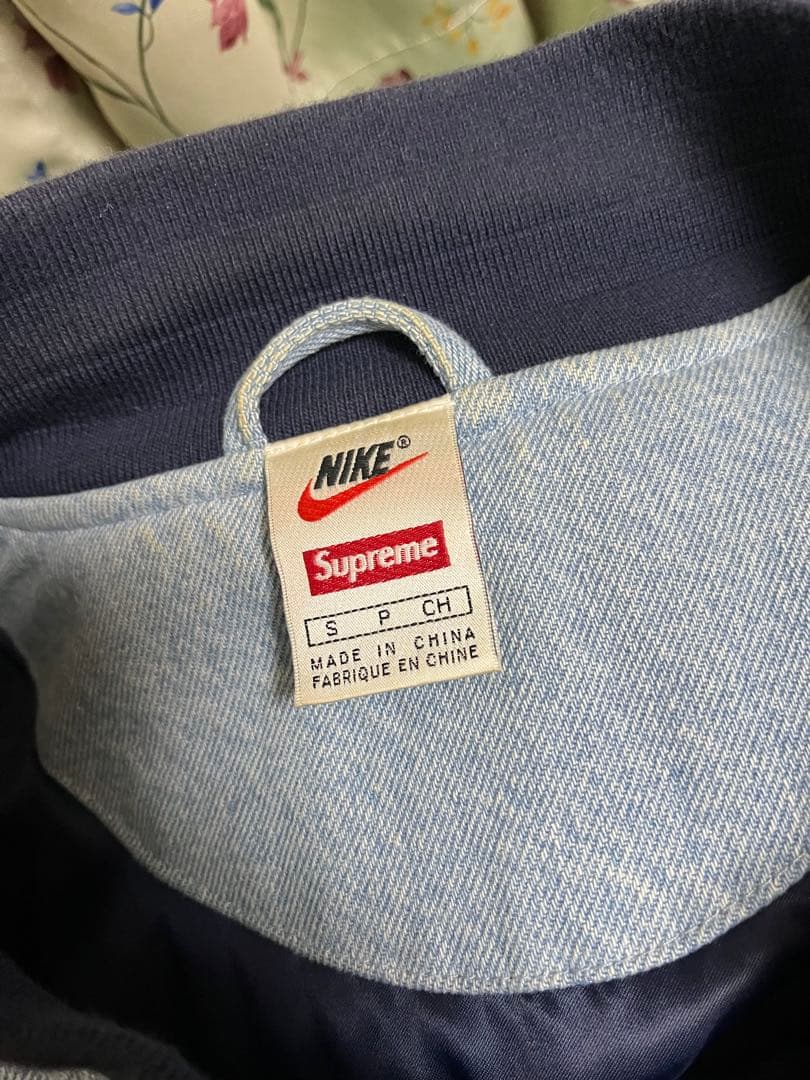 NIKE®
Supreme
S P CH
MADE IN CHINA
FABRIQUE EN CHINE